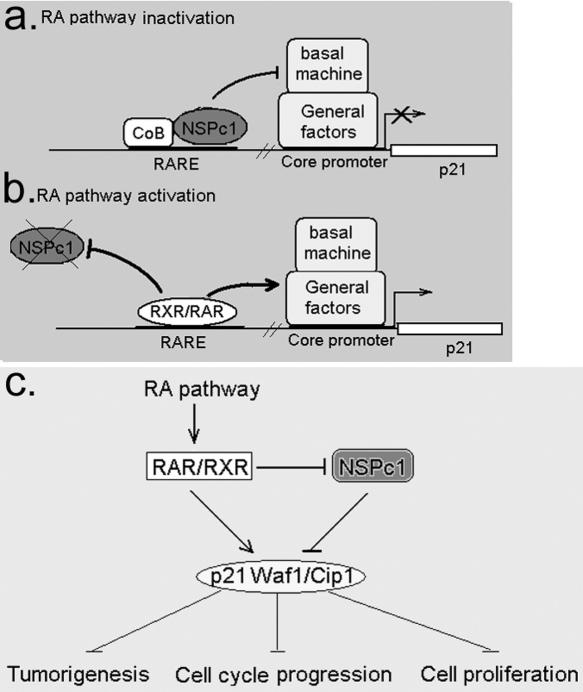 a. RA pathway inactivation
basal
machine
CoB
NSPc1
General
factors
RARE
Core promoter
p21
b. RA pathway activation
NSPc1
basal
machine
RXR/RAR
General
factors
RARE
Core promoter
p21
c.
RA pathway
RAR/RXR
NSPc1
p21 Waf1/Cip1
Tumorigenesis
Cell cycle progression
Cell proliferation